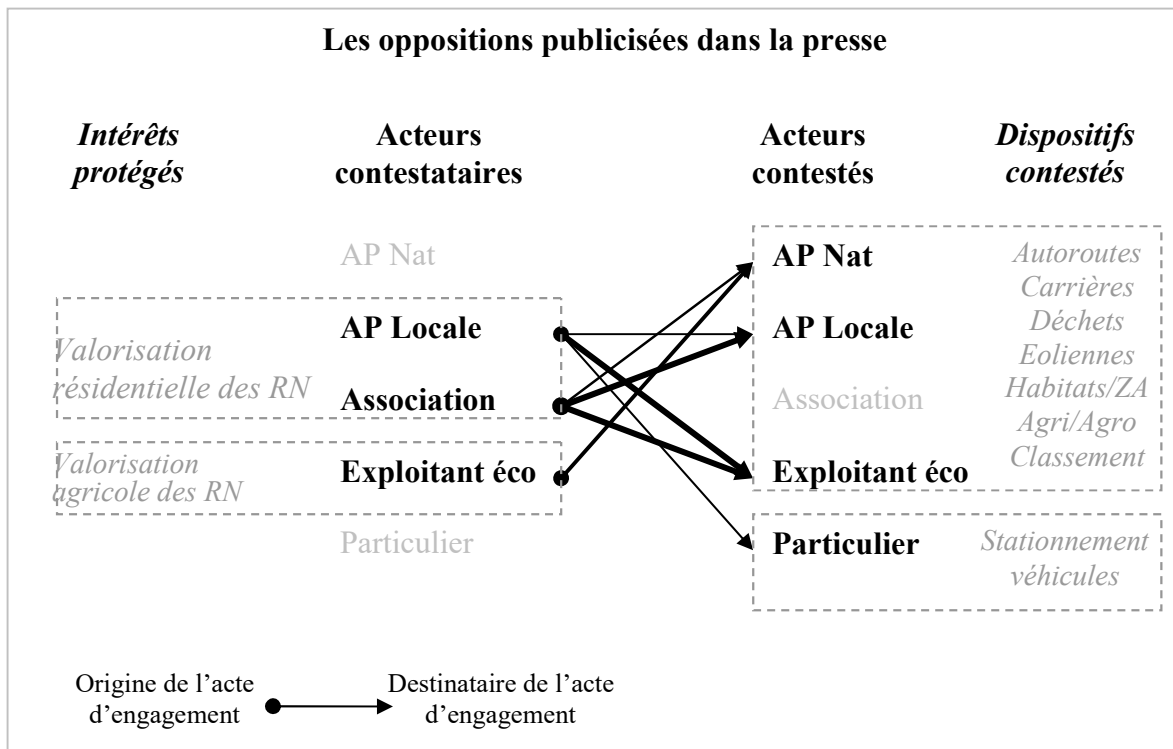 Les oppositions publicisées dans la presse
Intérêts
protégés
Acteurs
contestataires
Acteurs
contestés
Dispositifs
contestés
AP Nat
AP Locale
Association
Exploitant éco
Particulier
Valorisation
résidentielle des RN
Valorisation
agricole des RN
AP Nat
AP Locale
Association
Exploitant éco
Particulier
Autoroutes
Carrières
Déchets
Eoliennes
Habitats/ZA
Agri/Agro
Classement
Stationnement
véhicules
Origine de l’acte
d’engagement
Destinataire de l’acte
d’engagement